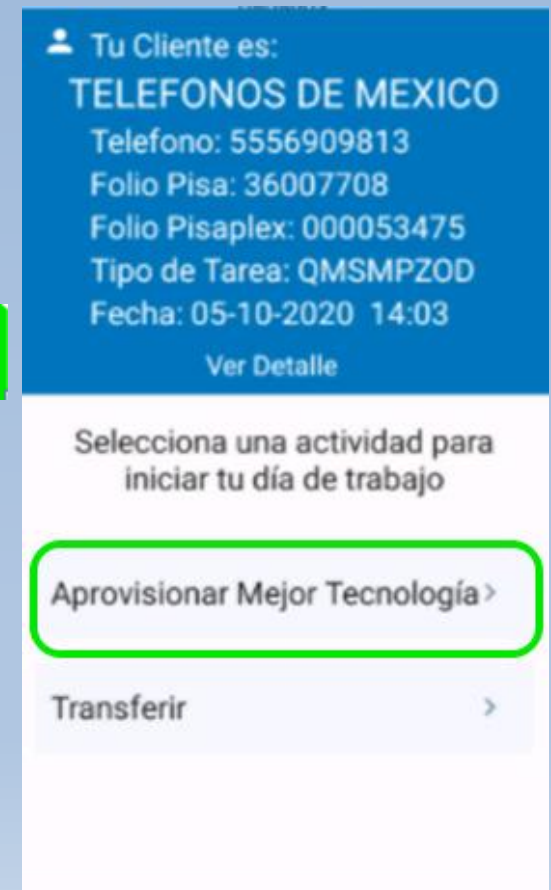 Tu Cliente es:
TELEFONOS DE MEXICO
Telefono: 5556909813
Folio Pisa: 36007708
Folio Pisaplex: 000053475
Tipo de Tarea: QMSMPZOD
Fecha: 05-10-2020 14:03
Ver Detalle
Selecciona una actividad para
iniciar tu día de trabajo
Aprovisionar Mejor Tecnología >
Transferir >